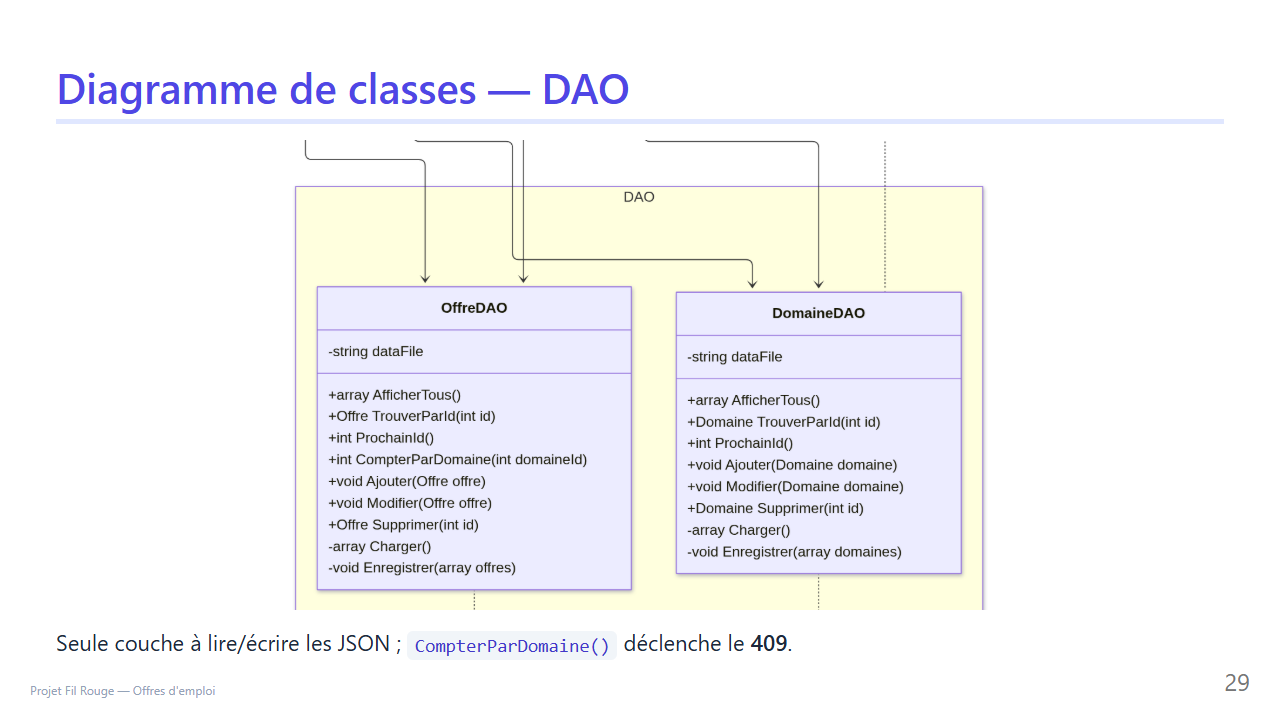 Diagramme de classes — DAO
DAO
OffreDAO
-string dataFile
+array AfficherTous()
+Offre TrouverParId(int id)
+int ProchainId()
+int CompterParDomaine(int domaineId)
+void Ajouter(Offre offre)
+void Modifier(Offre offre)
+Offre Supprimer(int id)
-array Charger()
-void Enregistrer(array offres)
DomaineDAO
-string dataFile
+array AfficherTous()
+Domaine TrouverParId(int id)
+int ProchainId()
+void Ajouter(Domaine domaine)
+void Modifier(Domaine domaine)
+Domaine Supprimer(int id)
-array Charger()
-void Enregistrer(array domaines)
Seule couche à lire/écrire les JSON ; CompterParDomaine() déclenche le 409.
Projet Fil Rouge — Offres d'emploi
29